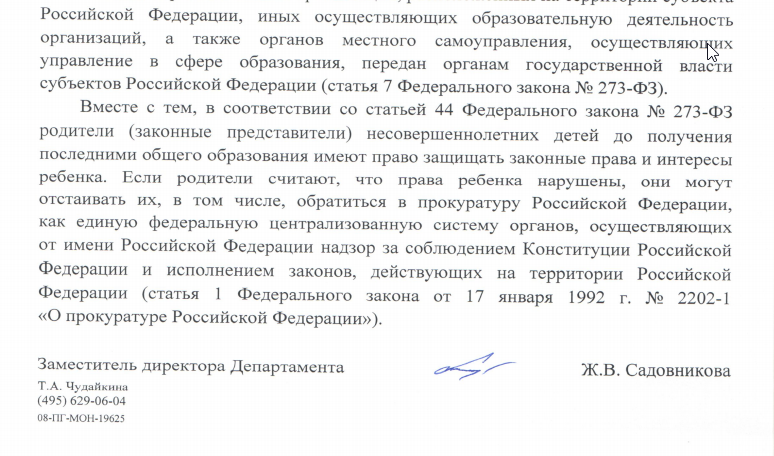 территории субъекта
Российской Федерации, иных осуществляющих образовательную деятельность
организаций, а также органов местного самоуправления, осуществляющих
управление в сфере образования, передан органам государственной власти
субъектов Российской Федерации (статья 7 Федерального закона № 273-ФЗ).
Вместе с тем, в соответствии со статьей 44 Федерального закона № 273-ФЗ
родители (законные представители) несовершеннолетних детей до получения
последними общего образования имеют право защищать законные права и интересы
ребенка. Если родители считают, что права ребенка нарушены, они могут
отстаивать их, в том числе, обратиться в прокуратуру Российской Федерации,
как единую федеральную централизованную систему органов, осуществляющих
от имени Российской Федерации надзор за соблюдением Конституции Российской
Федерации и исполнением законов, действующих на территории Российской
Федерации (статья 1 Федерального закона от 17 января 1992 г. № 2202-1
«О прокуратуре Российской Федерации»).
Заместитель директора Департамента Ж.В. Садовникова
Т.А. Чудайкина
(495) 629-06-04
08-ПГ-МОН-19625